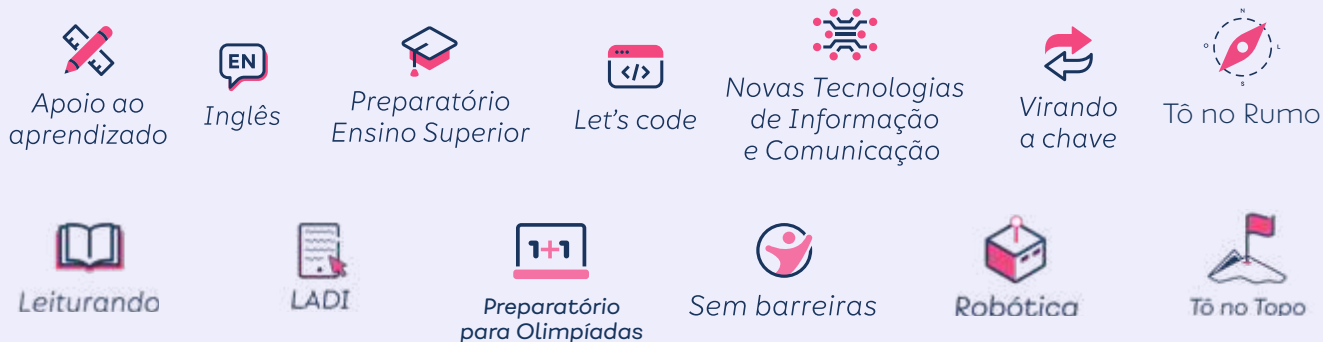 EN
</>
N
O
L
S
Apoio ao
aprendizado
Inglês
Preparatório
Ensino Superior
Let's code
Novas Tecnologias
de Informação
e Comunicação
Virando
a chave
Tô no Rumo
1+1
Leiturando
LADI
Preparatório
para Olimpíadas
Sem barreiras
Robótica
Tô no Topo